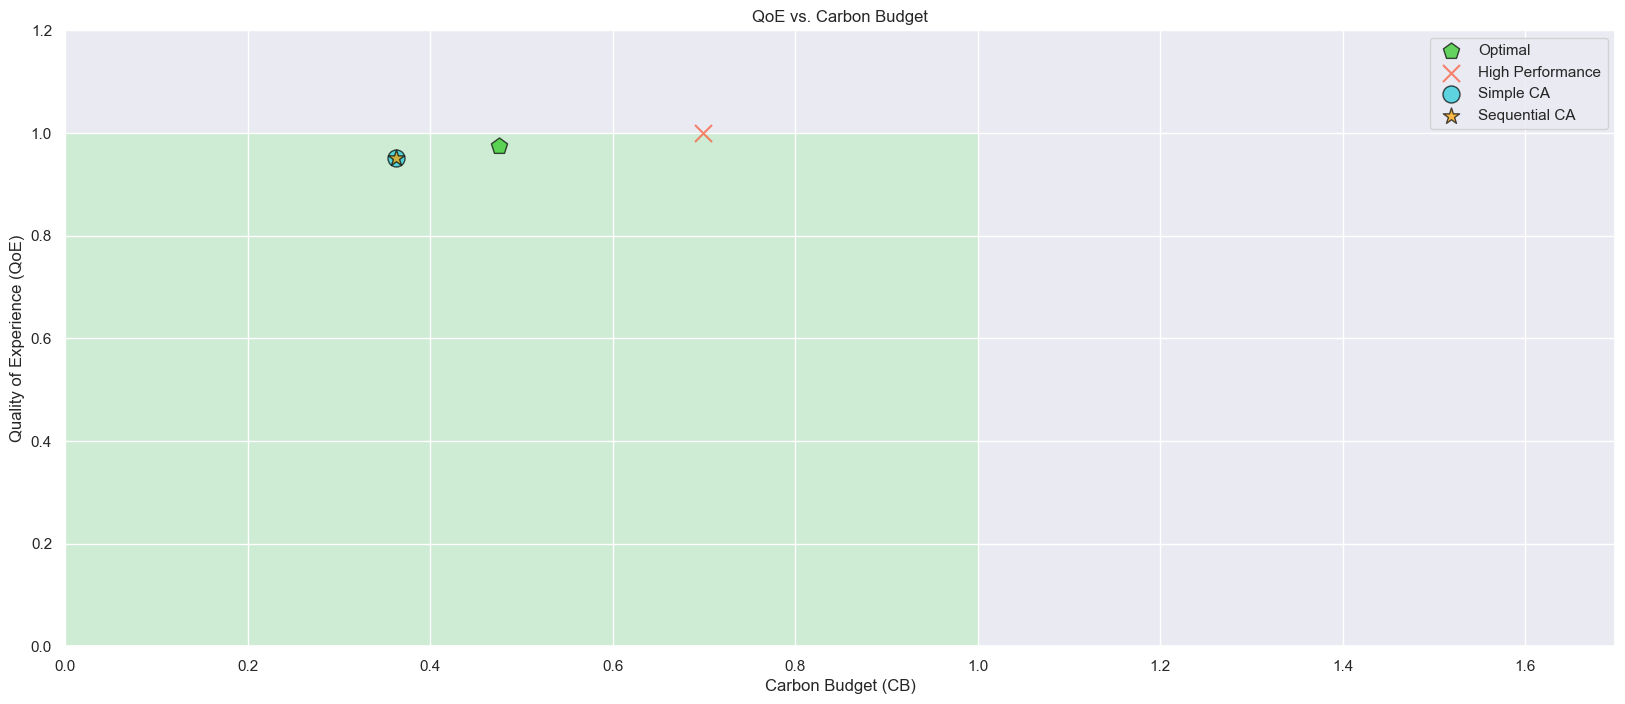 QoE vs. Carbon Budget
Optimal
High Performance
Simple CA
Sequential CA
Quality of Experience (QoE)
1.2
1.0
0.8
0.6
0.4
0.2
0.0
0.0 0.2 0.4 0.6 0.8 1.0 1.2 1.4 1.6
Carbon Budget (CB)